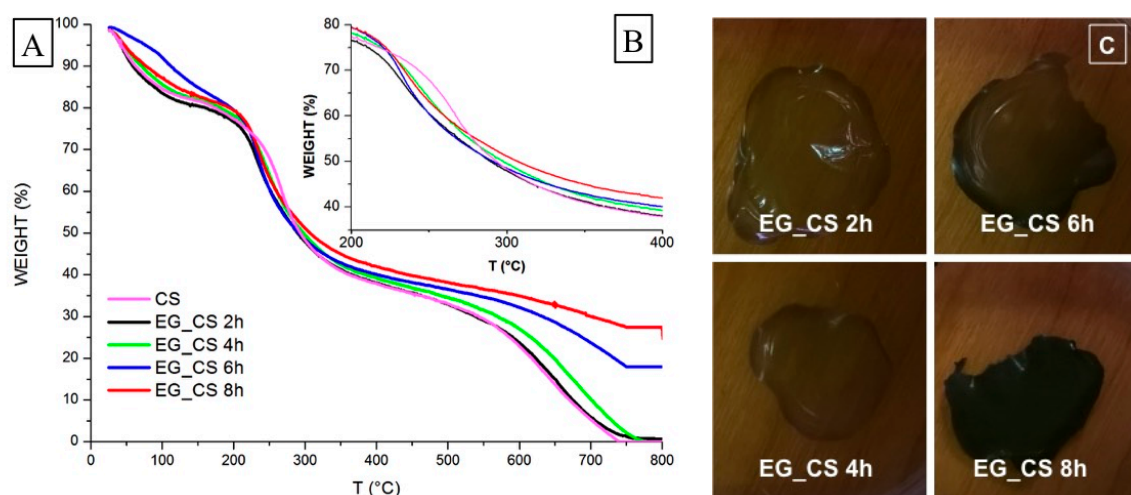 A
WEIGHT (%)
100
90
80
70
60
50
40
30
20
10
0
CS
EG_CS 2h
EG_CS 4h
EG_CS 6h
EG_CS 8h
0 100 200 300 400 500 600 700 800
T (°C)
B
WEIGHT (%)
80
70
60
50
40
200 300 400
T (°C)
C
EG_CS 2h
EG_CS 6h
EG_CS 4h
EG_CS 8h